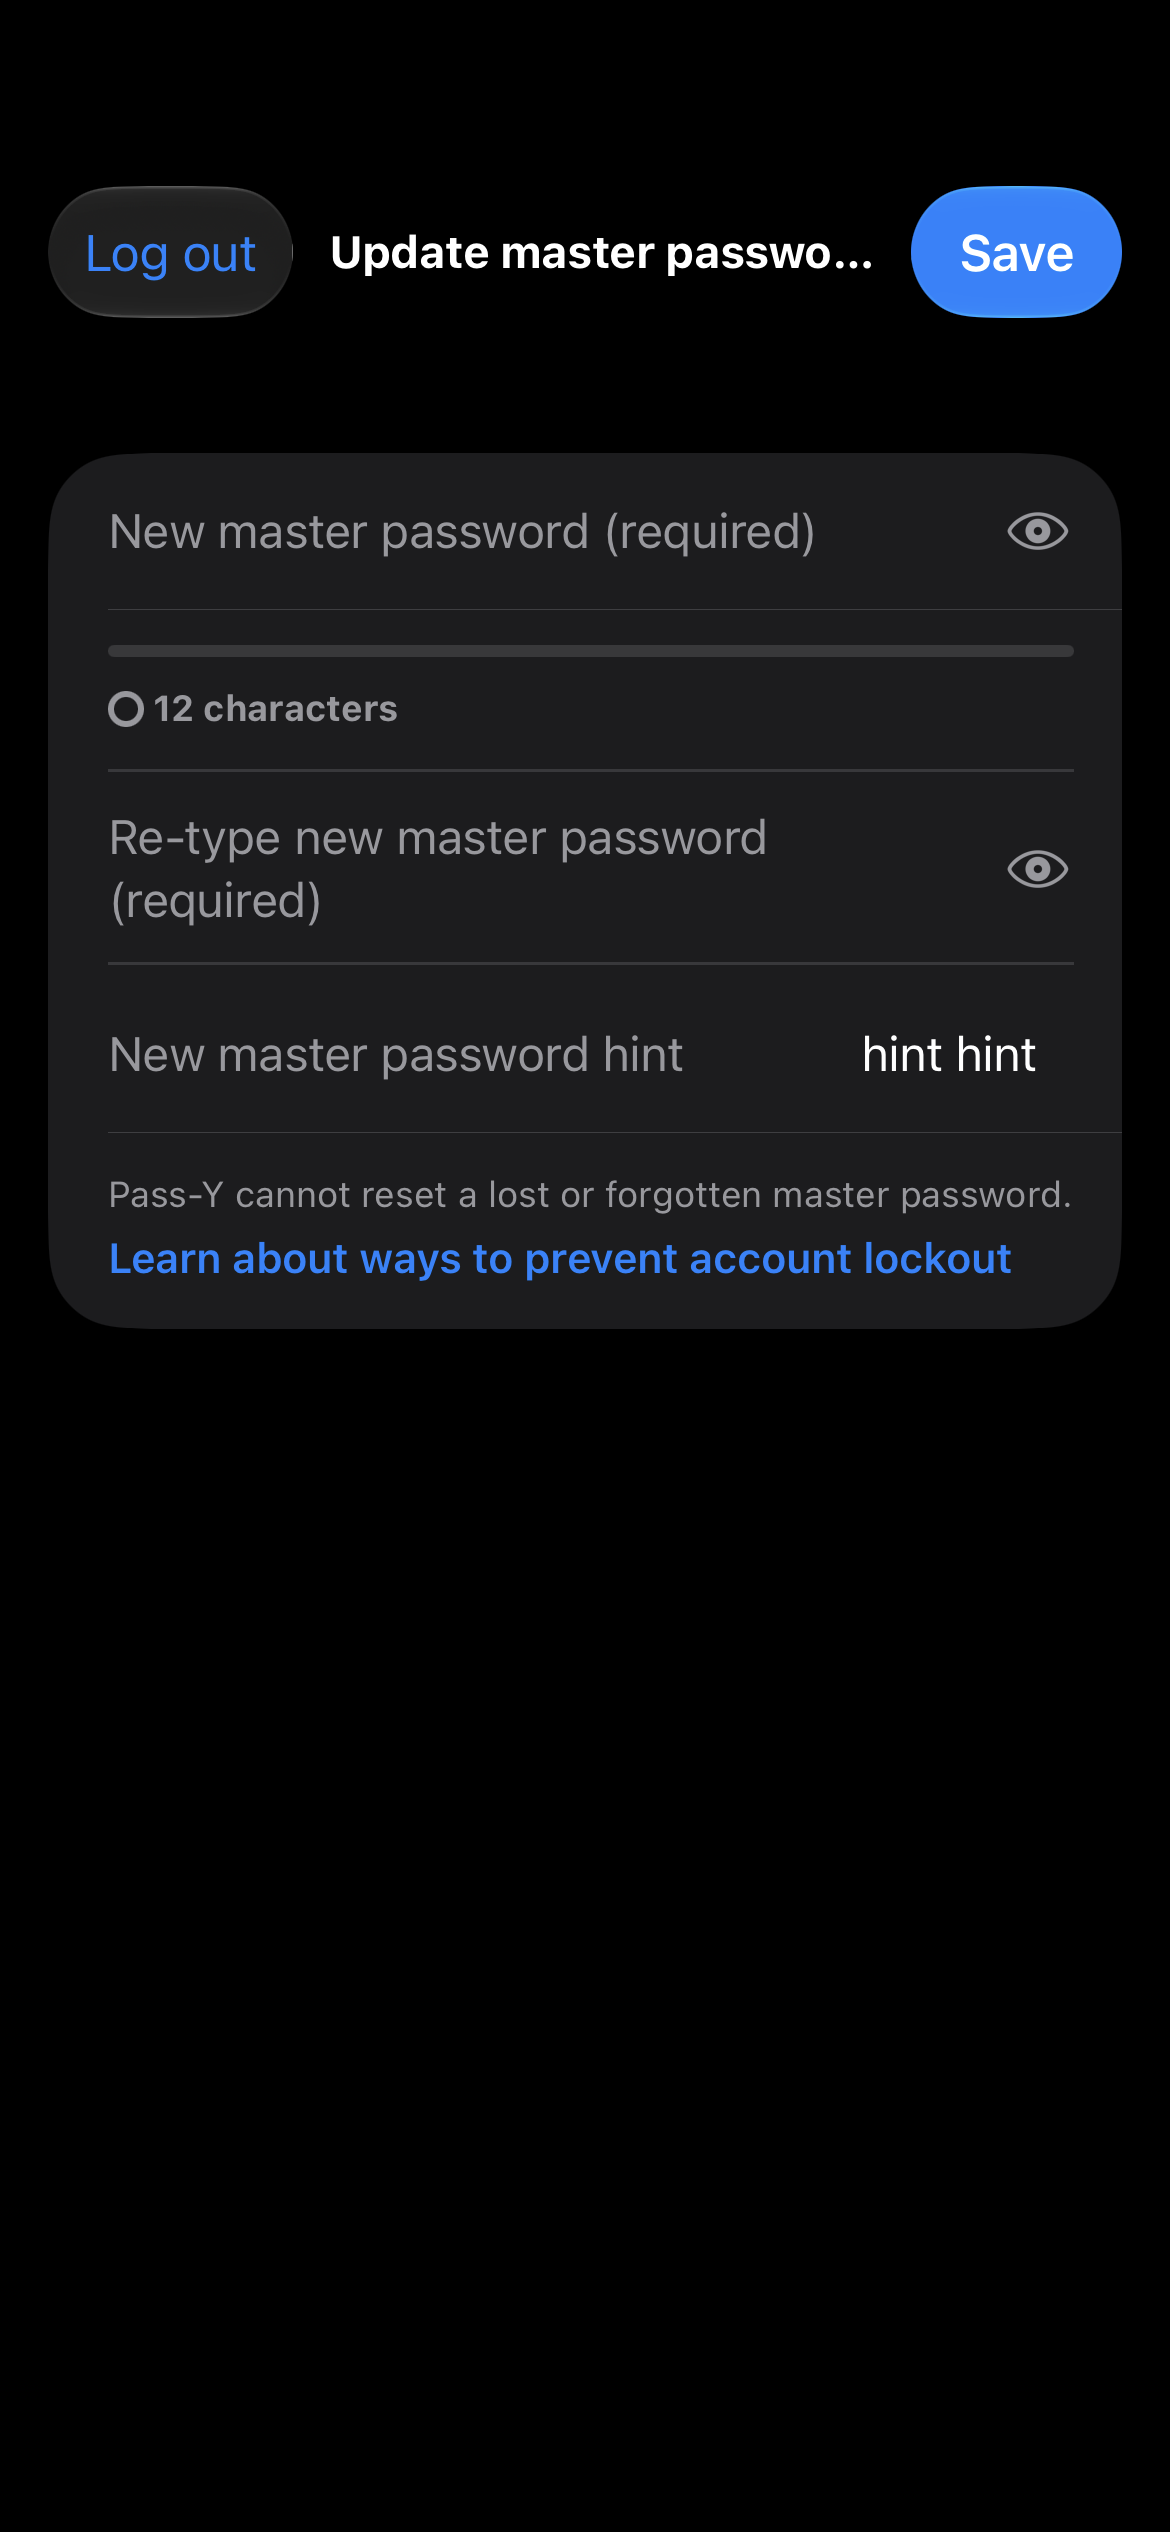 Log out
Update master passwo...
Save
New master password (required)
12 characters
Re-type new master password
(required)
New master password hint
hint hint
Pass-Y cannot reset a lost or forgotten master password.
Learn about ways to prevent account lockout